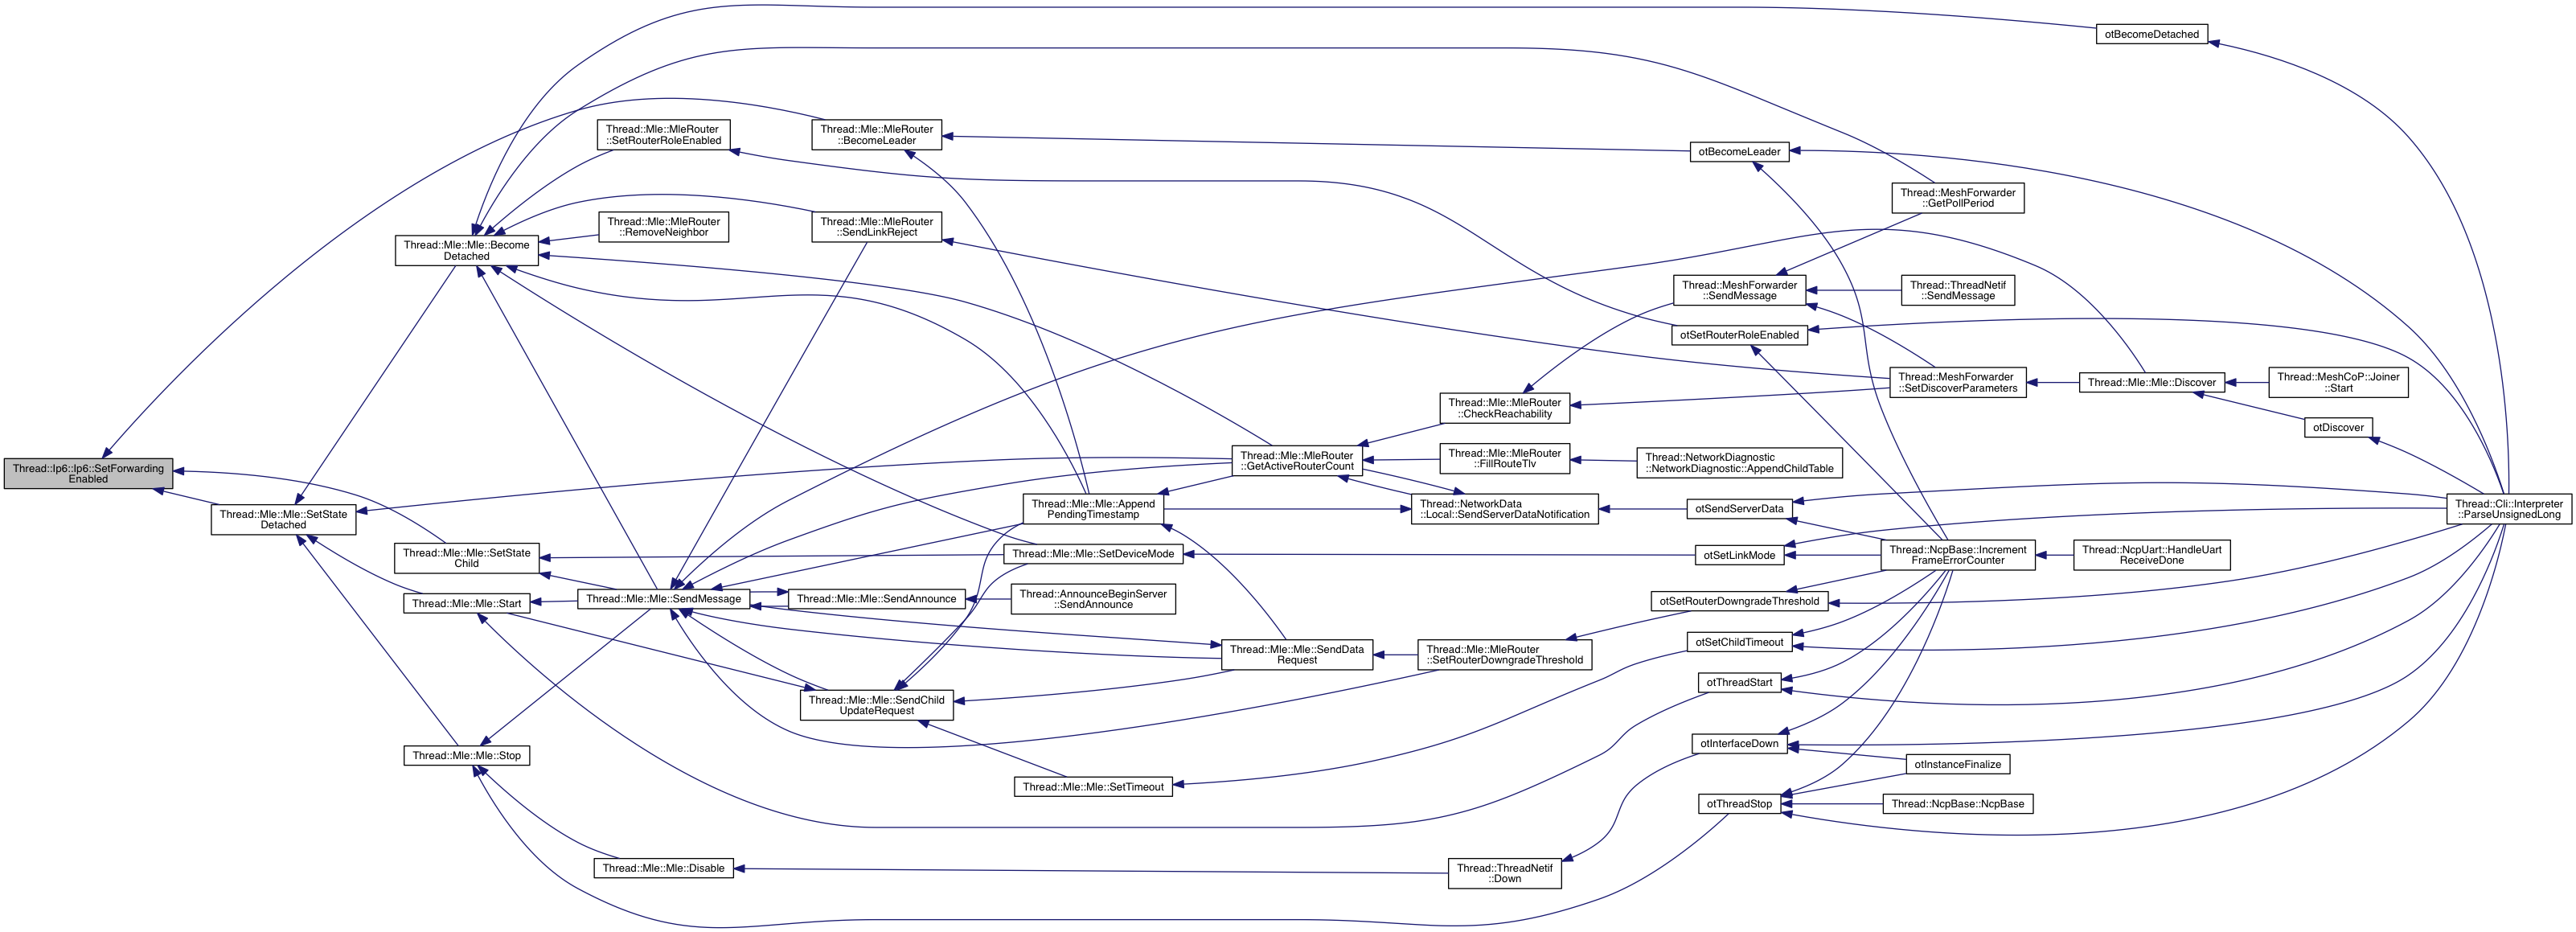 otBecomeDetached
Thread::Mle::MleRouter
::SetRouterRoleEnabled
Thread::Mle::MleRouter
::BecomeLeader
otBecomeLeader
Thread::MeshForwarder
::GetPollPeriod
Thread::Mle::MleRouter
::RemoveNeighbor
Thread::Mle::MleRouter
::SendLinkReject
Thread::Mle::Mle::Become
Detached
Thread::MeshForwarder
::SendMessage
Thread::ThreadNetif
::SendMessage
otSetRouterRoleEnabled
Thread::MeshForwarder
::SetDiscoverParameters
Thread::Mle::Mle::Discover
Thread::MeshCoP::Joiner
::Start
Thread::Mle::MleRouter
::CheckReachability
otDiscover
Thread::Ip6::Ip6::SetForwarding
Enabled
Thread::Mle::MleRouter
::GetActiveRouterCount
Thread::Mle::MleRouter
::FillRouteTlv
Thread::NetworkDiagnostic
::NetworkDiagnostic::AppendChildTable
Thread::Mle::Mle::SetState
Detached
Thread::Mle::Mle::Append
PendingTimestamp
Thread::NetworkData
::Local::SendServerDataNotification
otSendServerData
Thread::Cli::Interpreter
::ParseUnsignedLong
Thread::Mle::Mle::SetState
Child
Thread::Mle::Mle::SetDeviceMode
otSetLinkMode
Thread::NcpBase::Increment
FrameErrorCounter
Thread::NcpUart::HandleUart
ReceiveDone
Thread::Mle::Mle::Start
Thread::Mle::Mle::SendMessage
Thread::Mle::Mle::SendAnnounce
Thread::AnnounceBeginServer
::SendAnnounce
otSetRouterDowngradeThreshold
Thread::Mle::Mle::SendData
Request
Thread::Mle::MleRouter
::SetRouterDowngradeThreshold
otSetChildTimeout
Thread::Mle::Mle::SendChild
UpdateRequest
otThreadStart
Thread::Mle::Mle::Stop
otInterfaceDown
otInstanceFinalize
Thread::Mle::Mle::SetTimeout
otThreadStop
Thread::NcpBase::NcpBase
Thread::Mle::Mle::Disable
Thread::ThreadNetif
::Down